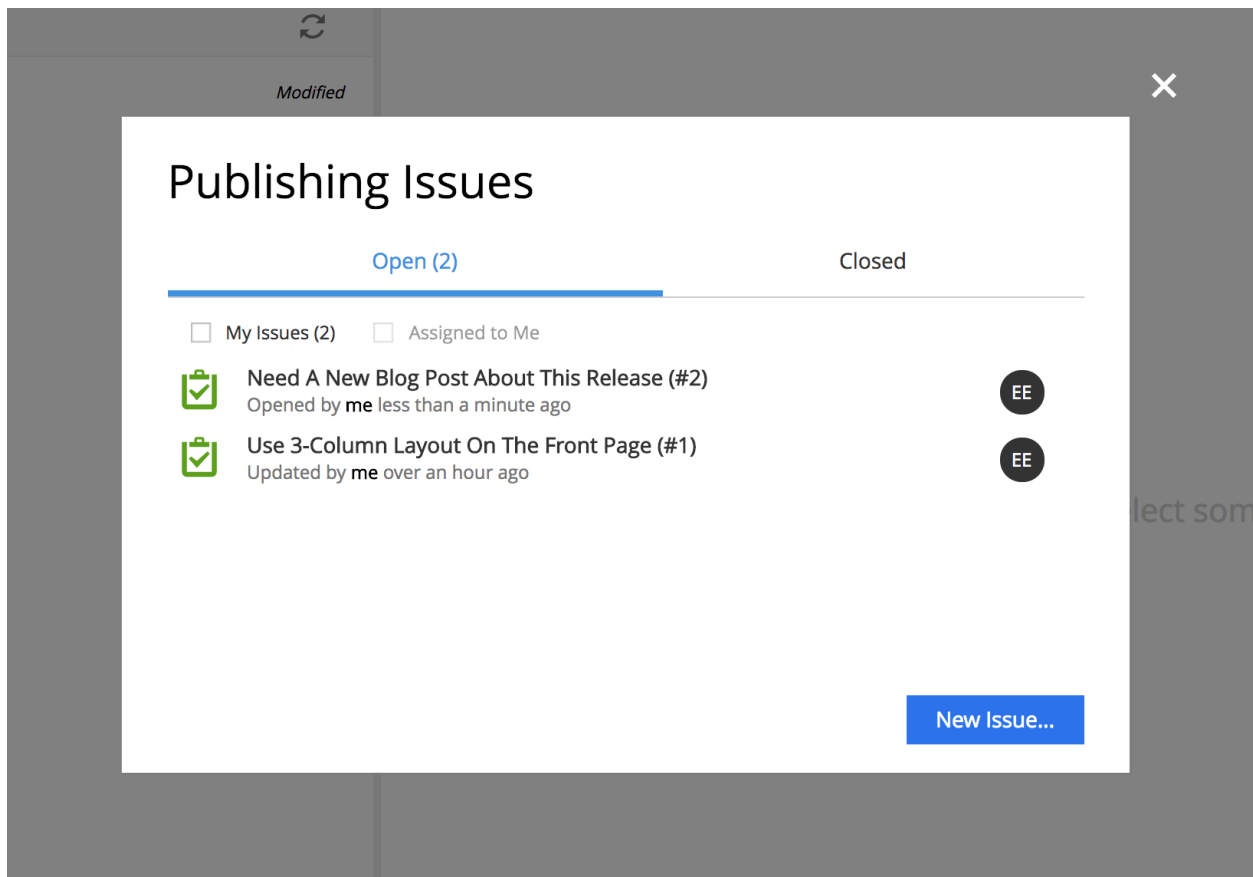 Modified
Publishing Issues
Open (2) Closed
My Issues (2) Assigned to Me
Need A New Blog Post About This Release (#2)
Opened by me less than a minute ago
EE
Use 3-Column Layout On The Front Page (#1)
Updated by me over an hour ago
EE
New Issue...